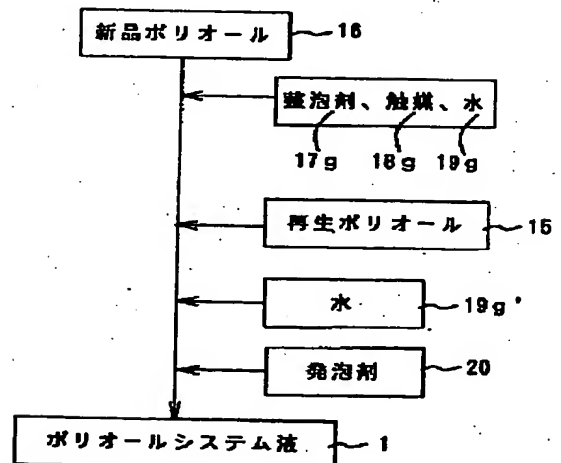 新品ポリオール 16
整泡剤、触媒、水
17g 18g 19g
再生ポリオール 15
水 19g'
発泡剤 20
ポリオールシステム液 1